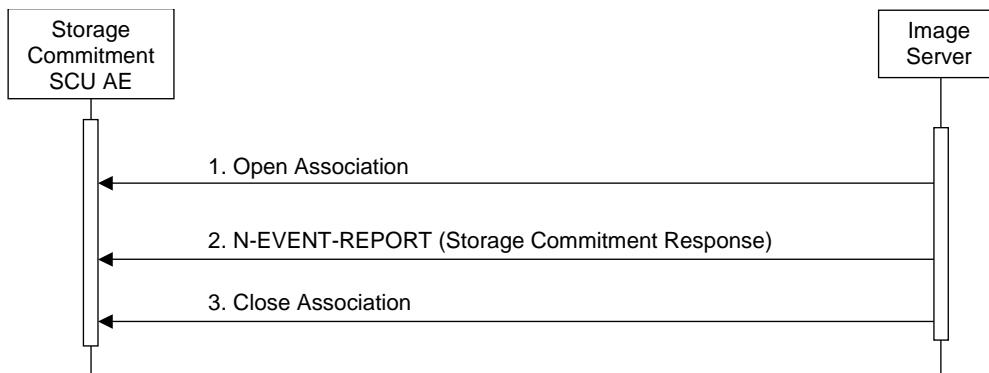 Storage
Commitment
SCU AE
Image
Server
1. Open Association
2. N-EVENT-REPORT (Storage Commitment Response)
3. Close Association